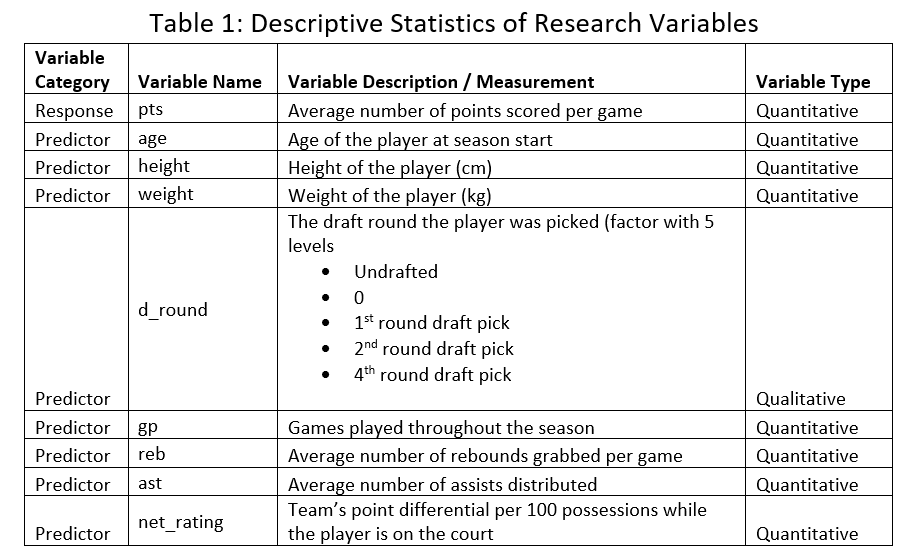 Table 1: Descriptive Statistics of Research Variables
Variable Category Variable Name Variable Description / Measurement Variable Type
Response pts Average number of points scored per game Quantitative
Predictor age Age of the player at season start Quantitative
Predictor height Height of the player (cm) Quantitative
Predictor weight Weight of the player (kg) Quantitative
The draft round the player was picked (factor with 5
levels
• Undrafted
• 0
d_round
• 1st round draft pick
• 2nd round draft pick
• 4th round draft pick
Predictor Qualitative
Predictor gp Games played throughout the season Quantitative
Predictor reb Average number of rebounds grabbed per game Quantitative
Predictor ast Average number of assists distributed Quantitative
Team's point differential per 100 possessions while
net_rating
Predictor the player is on the court Quantitative